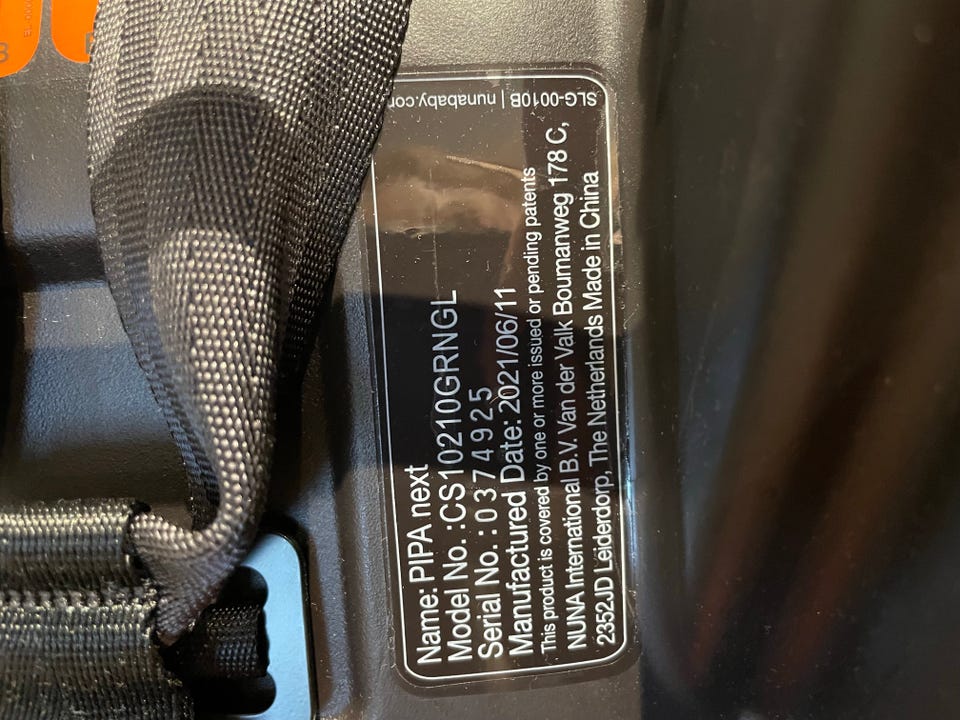 Name: PIPA next
Model No. :CS10210GRNGL
Serial No. :0374925
Manufactured Date: 2021/06/11
This product is covered by one or more issued or pending patents
NUNA International B.V. Van der Valk Boumanweg 178 C,
2352JD Leiderdorp, The Netherlands Made in China
SLG-0010B | nunababy.co